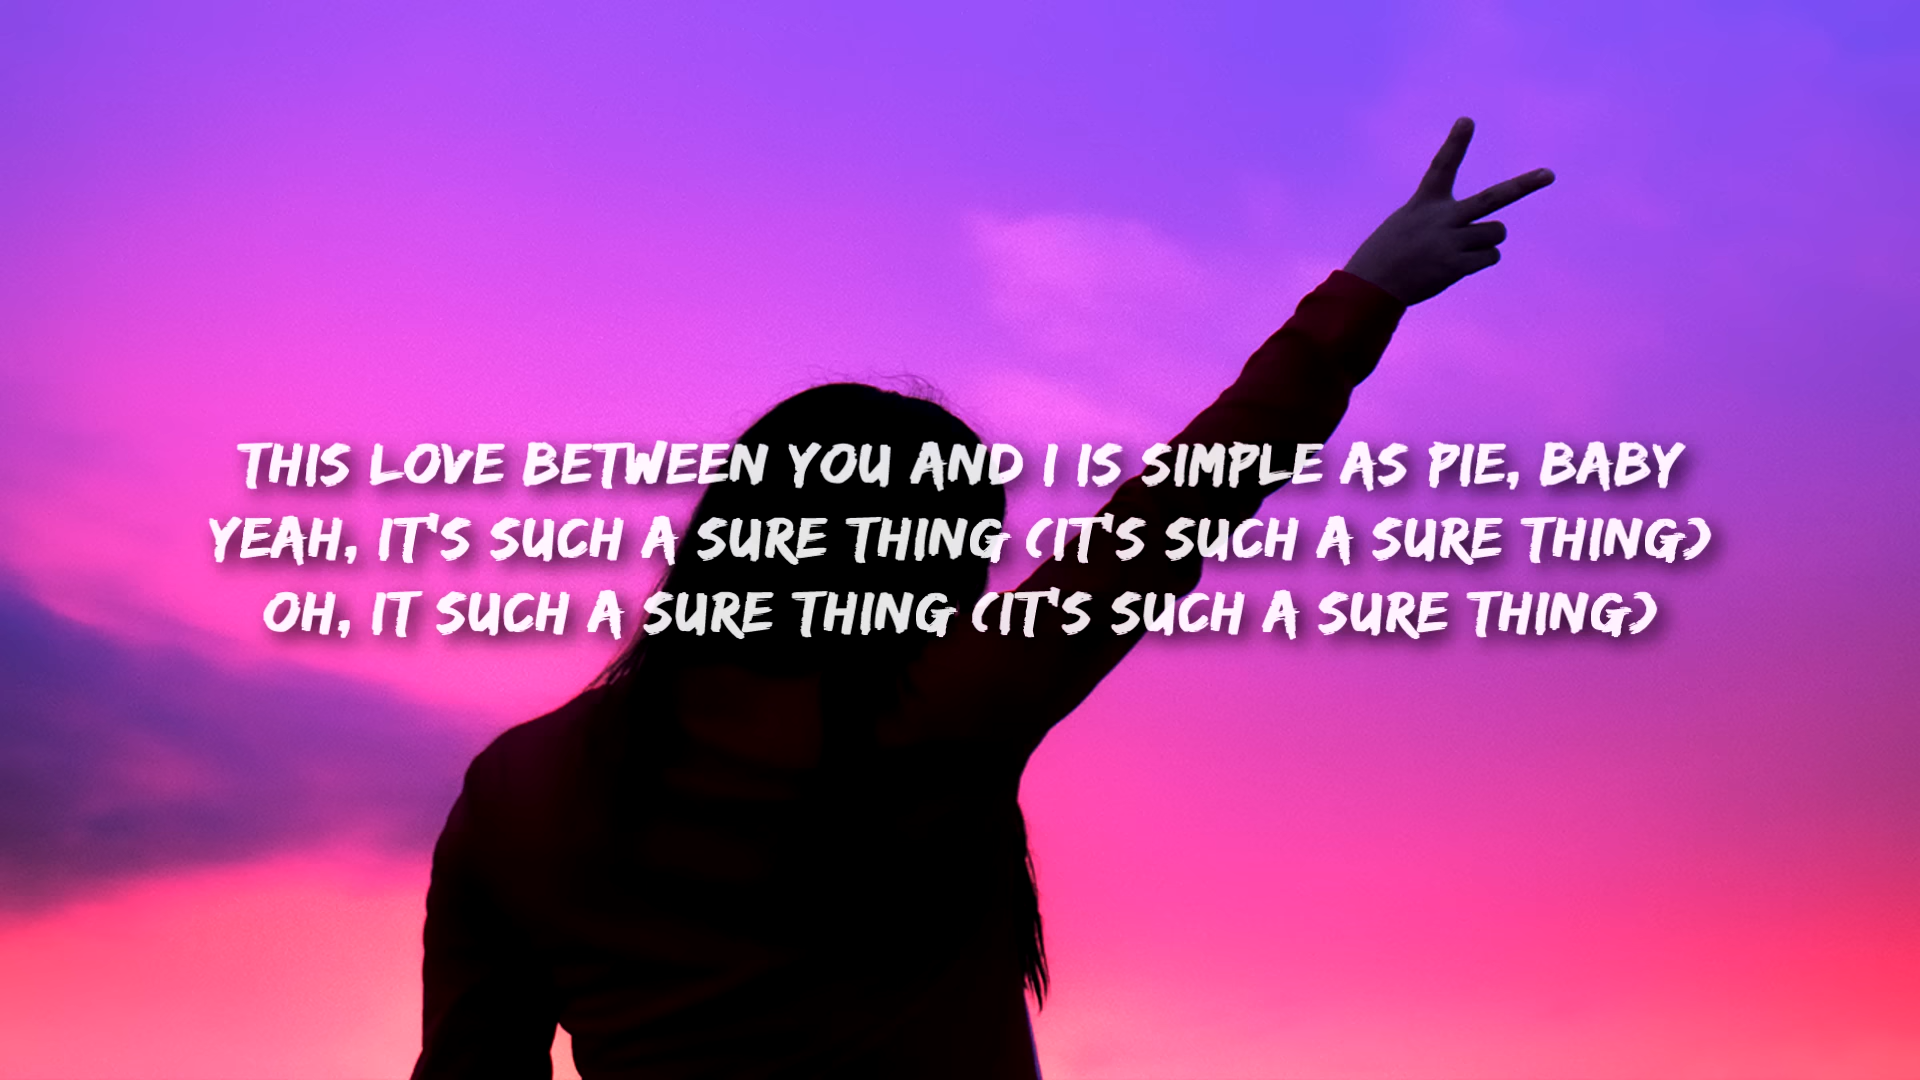 THIS LOVE BETWEEN YOU AND I IS SIMPLE AS PIE, BABY
YEAH, IT'S SUCH A SURE THING (IT'S SUCH A SURE THING)
OH, IT SUCH A SURE THING (IT'S SUCH A SURE THING)